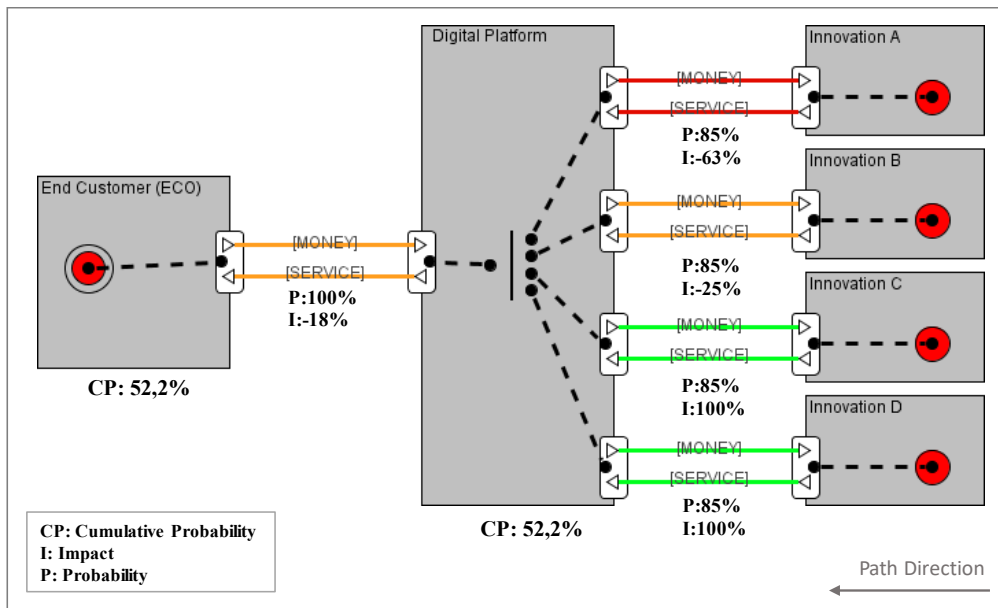 Digital Platform
Innovation A
[MONEY]
[SERVICE]
P:85%
I:-63%
Innovation B
[MONEY]
[SERVICE]
P:85%
I:-25%
End Customer (ECO)
[MONEY]
[SERVICE]
P:100%
I:-18%
CP: 52,2%
Innovation C
[MONEY]
[SERVICE]
P:85%
I:100%
Innovation D
[MONEY]
[SERVICE]
P:85%
I:100%
CP: 52,2%
CP: Cumulative Probability
I: Impact
P: Probability
Path Direction